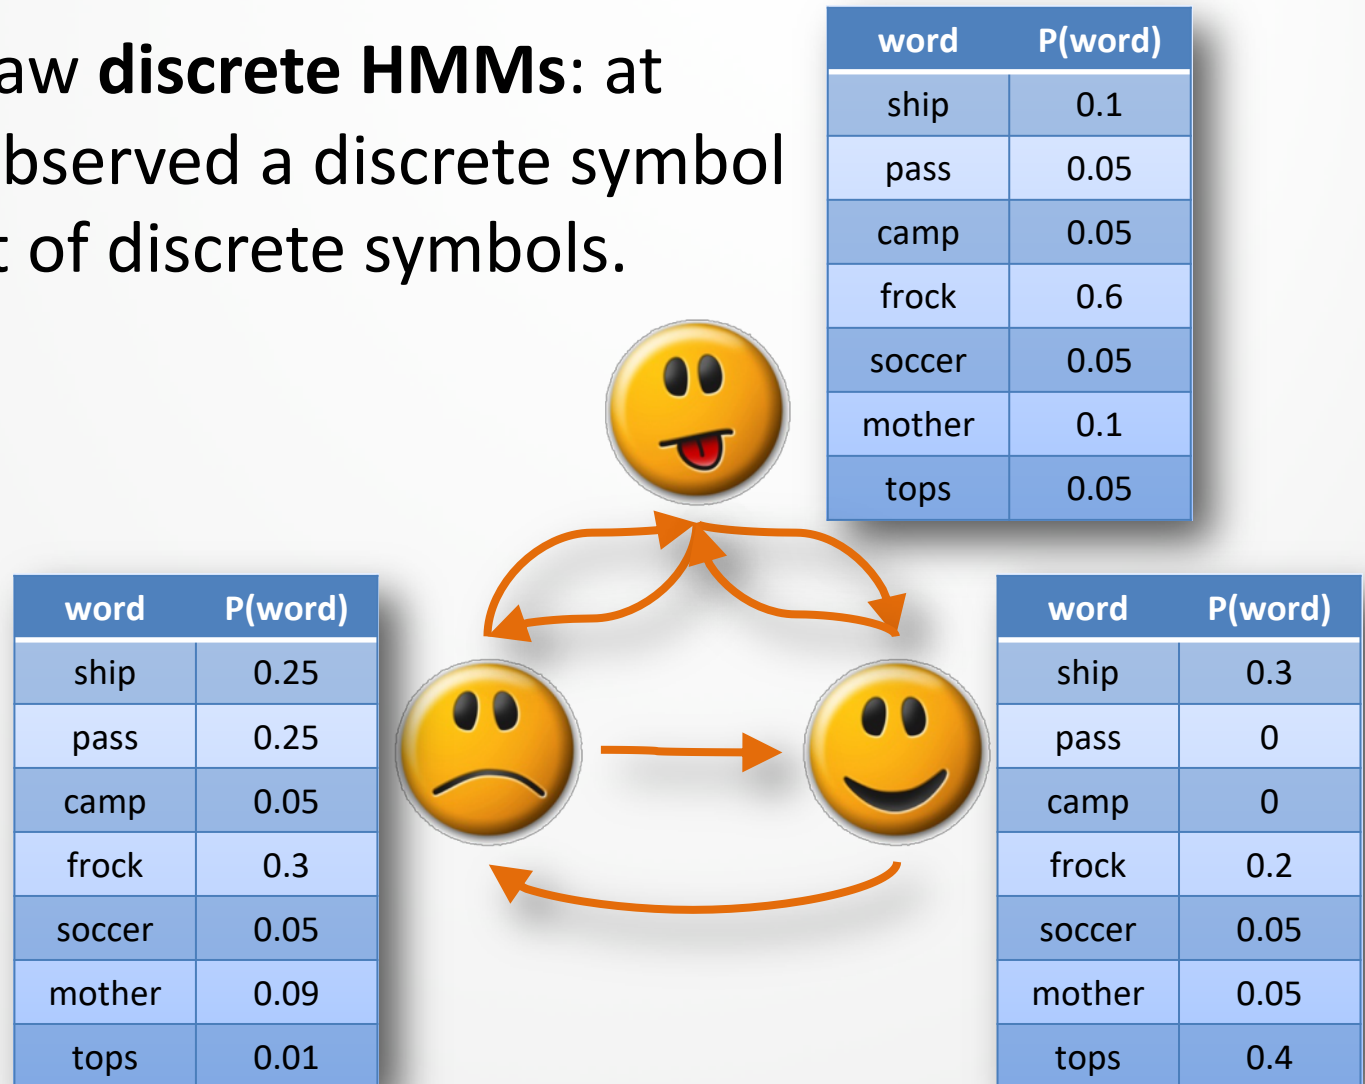 aw discrete HMMs: at
bserved a discrete symbol
t of discrete symbols.
word P(word)
ship 0.1
pass 0.05
camp 0.05
frock 0.6
soccer 0.05
mother 0.1
tops 0.05
word P(word)
ship 0.25
pass 0.25
camp 0.05
frock 0.3
soccer 0.05
mother 0.09
tops 0.01
word P(word)
ship 0.3
pass 0
camp 0
frock 0.2
soccer 0.05
mother 0.05
tops 0.4